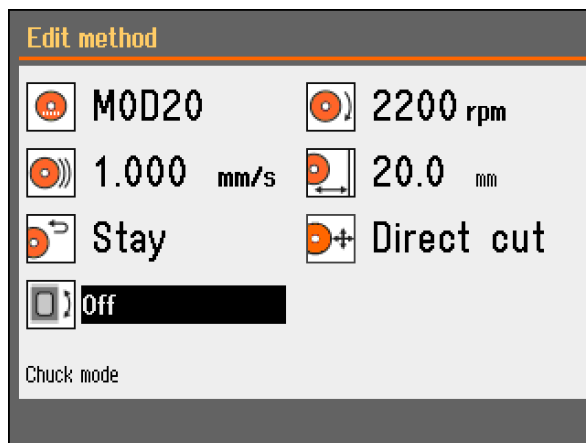 Edit method
M0D20 2200 rpm
1.000 mm/s 20.0 mm
Stay Direct cut
Off
Chuck mode